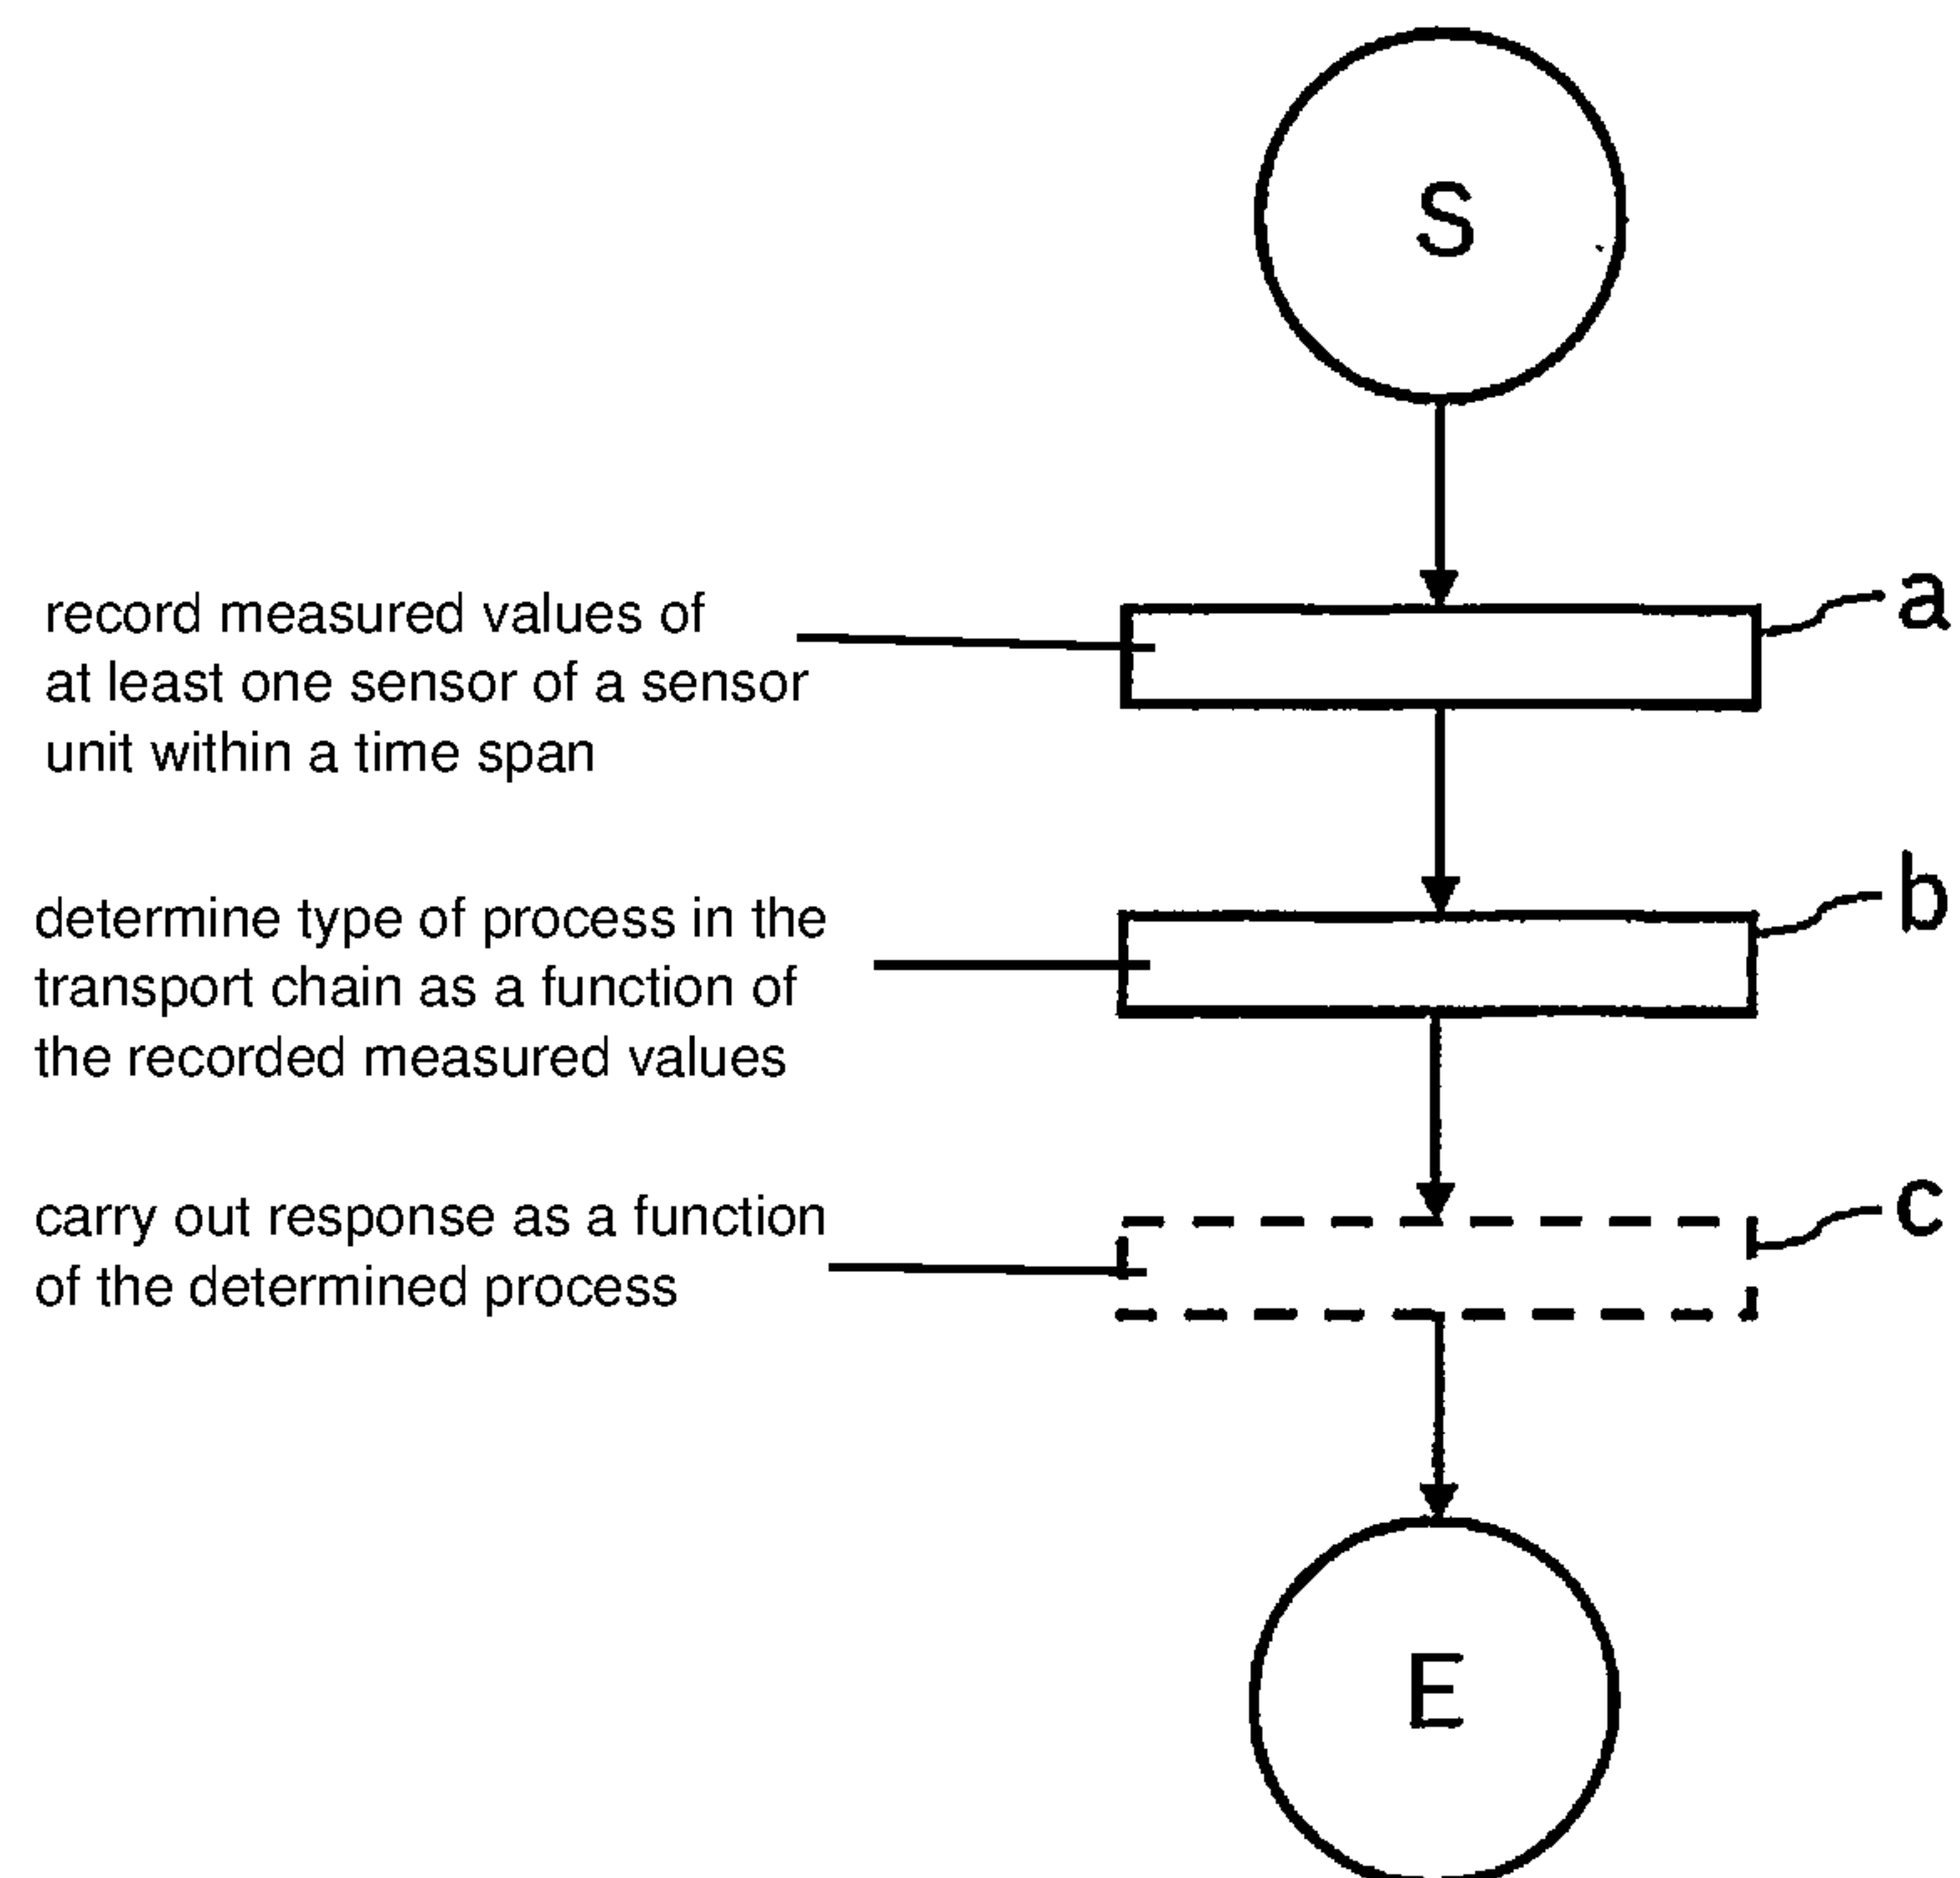 S
a
record measured values of
at least one sensor of a sensor
unit within a time span
b
determine type of process in the
transport chain as a function of
the recorded measured values
c
carry out response as a function
of the determined process
E